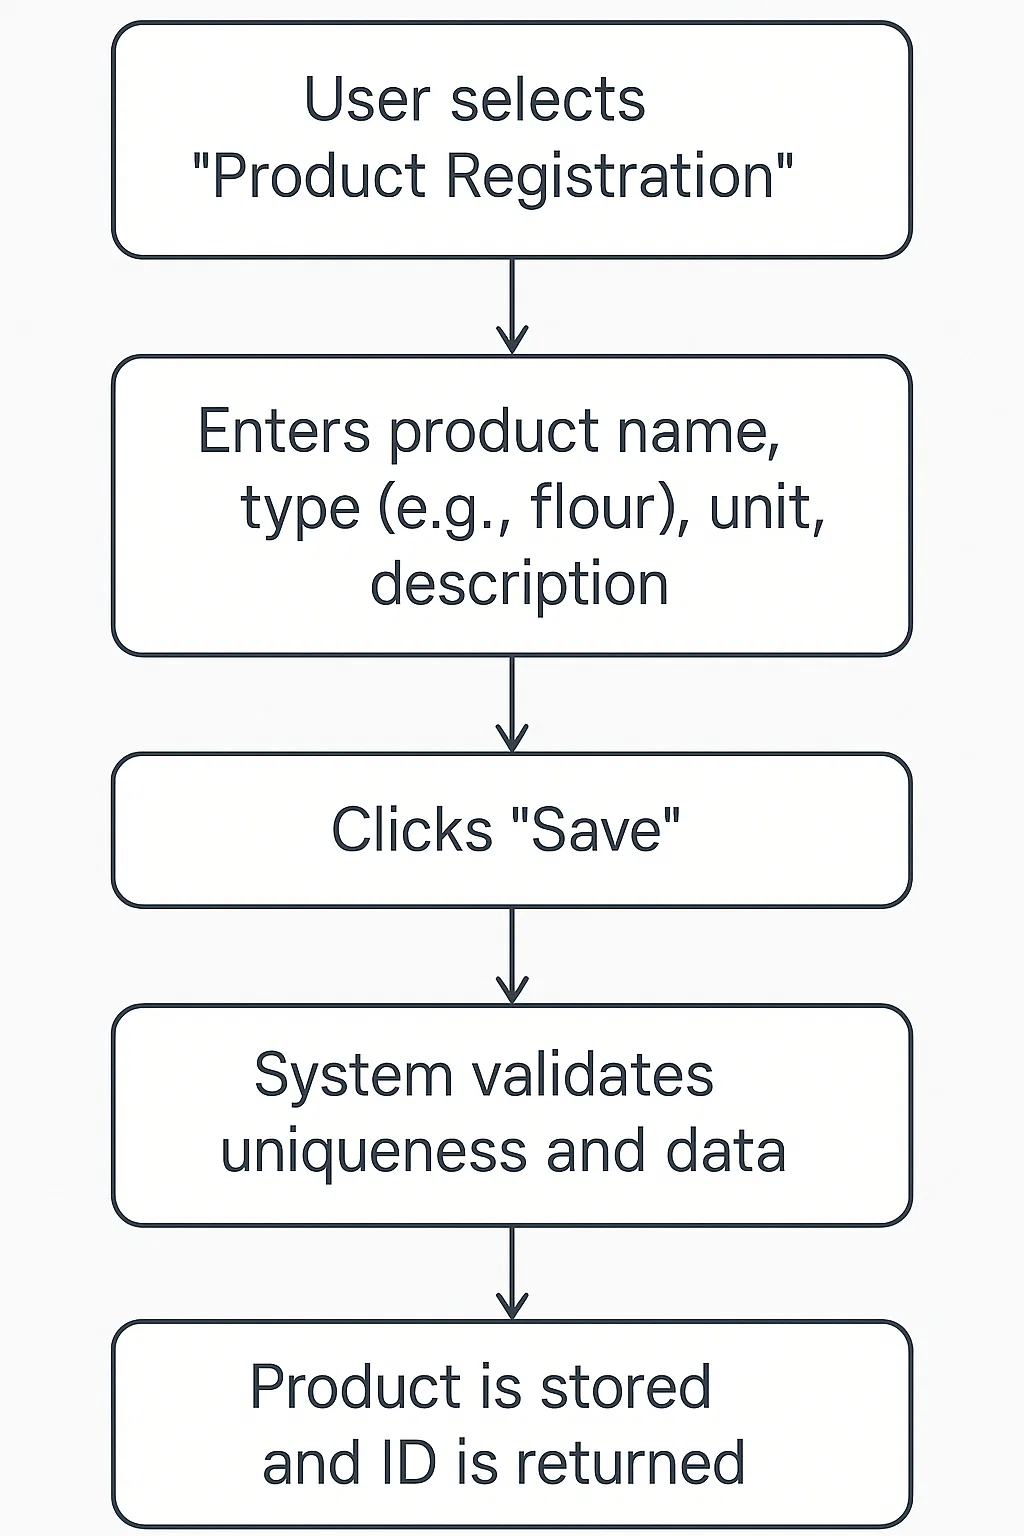 User selects
"Product Registration"
Enters product name,
type (e.g., flour), unit,
description
Clicks "Save"
System validates
uniqueness and data
Product is stored
and ID is returned